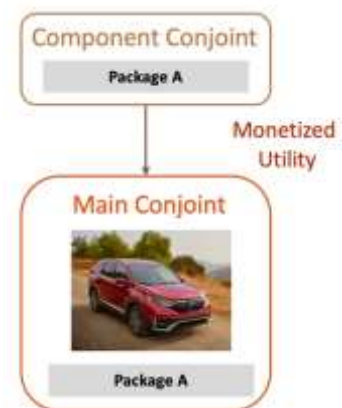 Component Conjoint
Package A
Monetized
Utility
Main Conjoint
Package A